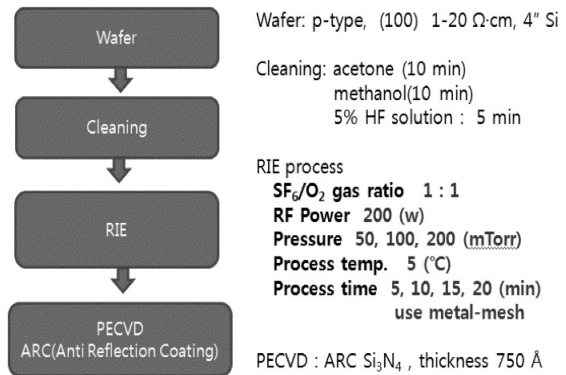 Wafer
Cleaning
RIE
PECVD
ARC(Anti Reflection Coating)
Wafer: p-type, (100) 1-20 Ω·cm, 4” Si
Cleaning: acetone (10 min)
methanol(10 min)
5% HF solution : 5 min
RIE process
SF₆/O₂ gas ratio 1 : 1
RF Power 200 (w)
Pressure 50, 100, 200 (mTorr)
Process temp. 5 (℃)
Process time 5, 10, 15, 20 (min)
use metal-mesh
PECVD : ARC Si₃N₄ , thickness 750 Å